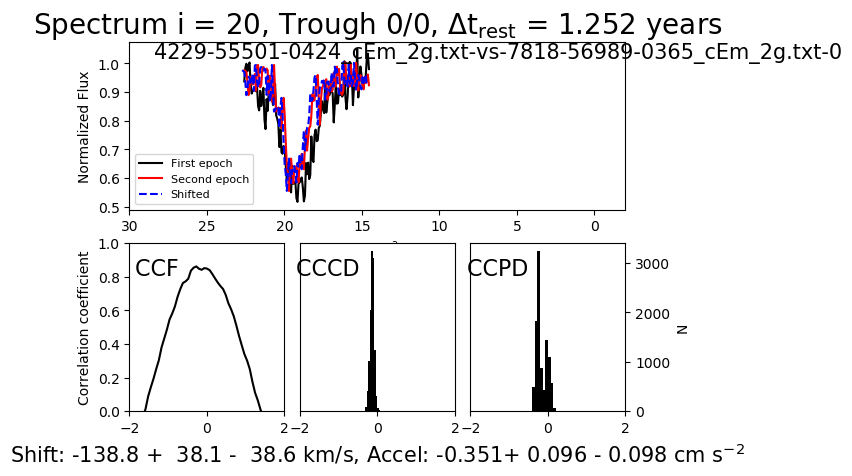 Spectrum i = 20, Trough 0/0, Δt_rest = 1.252 years
4229-55501-0424_cEm_2g.txt-vs-7818-56989-0365_cEm_2g.txt-0
Normalized Flux
1.0
0.9
0.8
0.7
0.6
0.5
First epoch
Second epoch
Shifted
30 25 20 15 10 5 0
Correlation coefficient
1.0
0.8
0.6
0.4
0.2
0.0
CCF
CCCD
CCPD
3000
2000
1000
0
N
−2 0 2
−2 0 2
−2 0 2
Shift: -138.8 + 38.1 - 38.6 km/s, Accel: -0.351+ 0.096 - 0.098 cm s⁻²